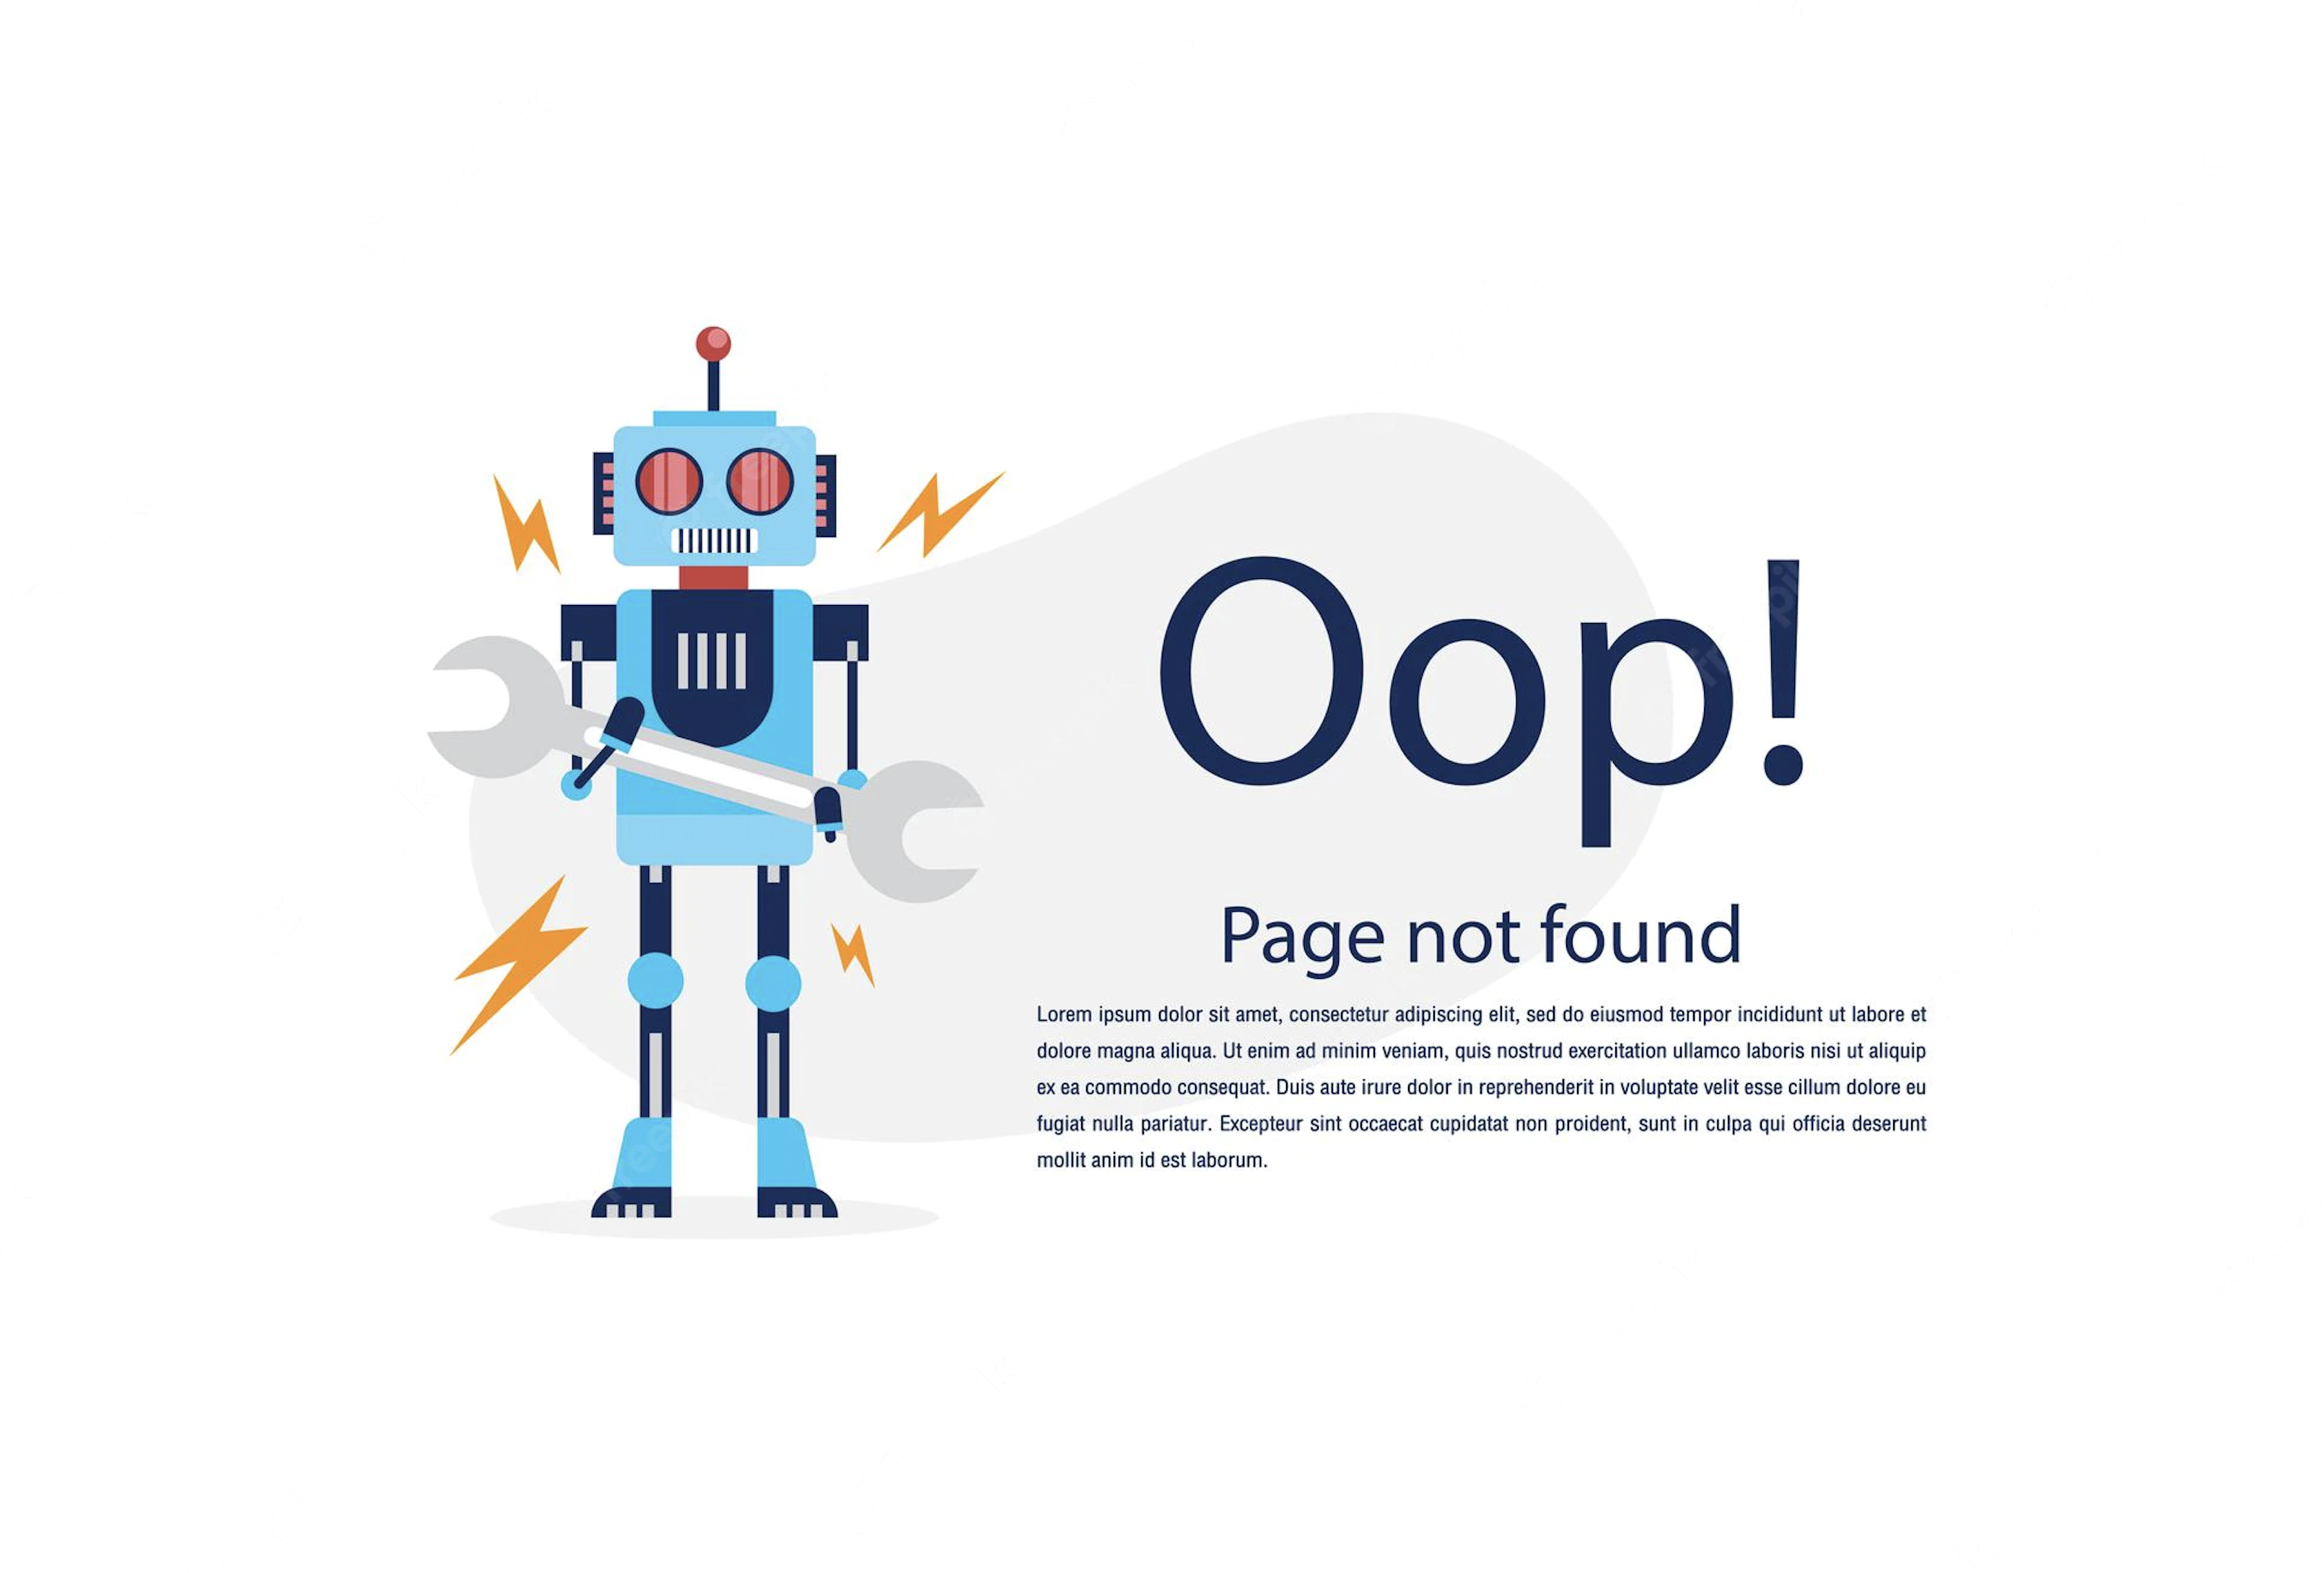 Oop!
Page not found
Lorem ipsum dolor sit amet, consectetur adipiscing elit, sed do eiusmod tempor incididunt ut labore et
dolore magna aliqua. Ut enim ad minim veniam, quis nostrud exercitation ullamco laboris nisi ut aliquip
ex ea commodo consequat. Duis aute irure dolor in reprehenderit in voluptate velit esse cillum dolore eu
fugiat nulla pariatur. Excepteur sint occaecat cupidatat non proident, sunt in culpa qui officia deserunt
mollit anim id est laborum.